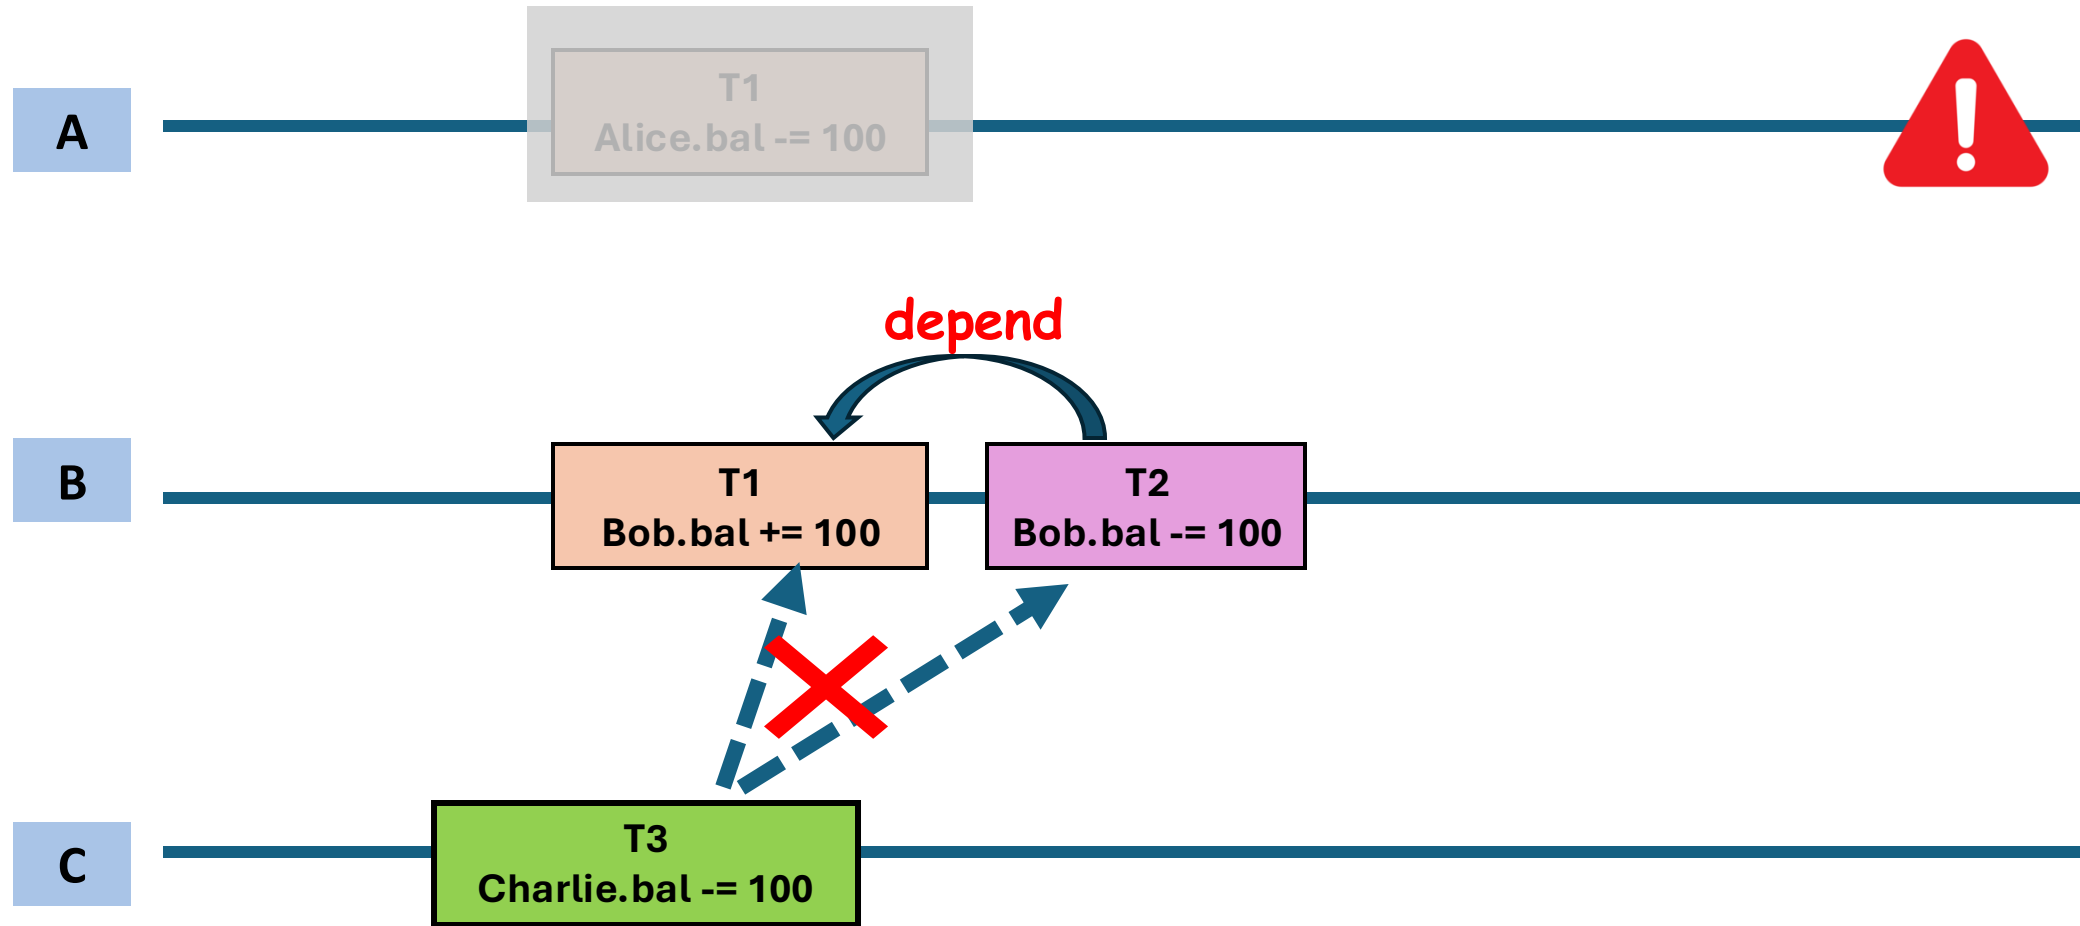 T1
Alice.bal -= 100
A
depend
B
T1
Bob.bal += 100
T2
Bob.bal -= 100
C
T3
Charlie.bal -= 100